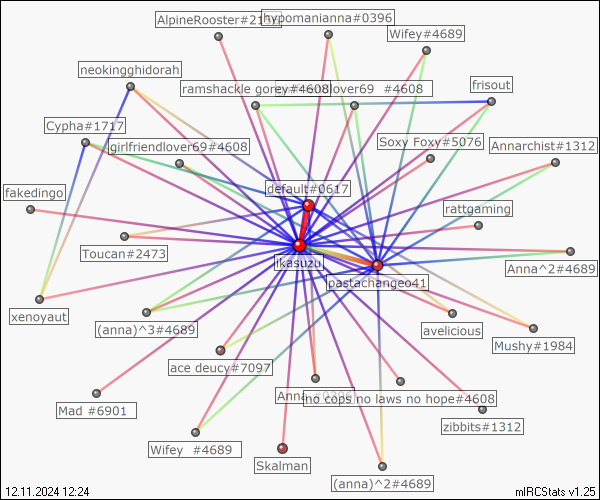 AlpineRooster#2
hypomanianna#0396
Wifey#4689
neokingghidorah
ramshackle gorey#4608
lover69 #4608
frisout
Cypha#1717
girlfriendlover69#4608
Soxy Foxy#5076
Annarchist#1312
default#0617
fakedingo
rattgaming
Toucan#2473
ikasuzu
Anna^2#4689
pastachangeo41
xenoyaut
(anna)^3#4689
avelicious
Mushy#1984
ace deucy#7097
Anna
no cops no laws no hope#4608
Mad #6901
zibbits#1312
Wifey #4689
Skalman
(anna)^2#4689
12.11.2024 12:24
mIRCStats v1.25